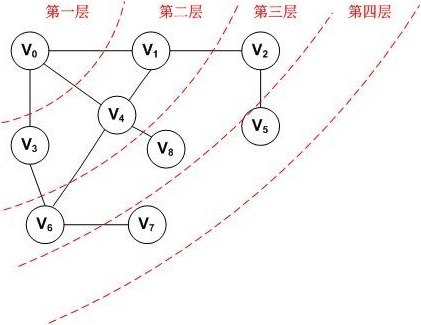 第一层 第二层 第三层 第四层
V₀ V₁ V₂
V₄
V₅
V₃ V₈
V₆ V₇